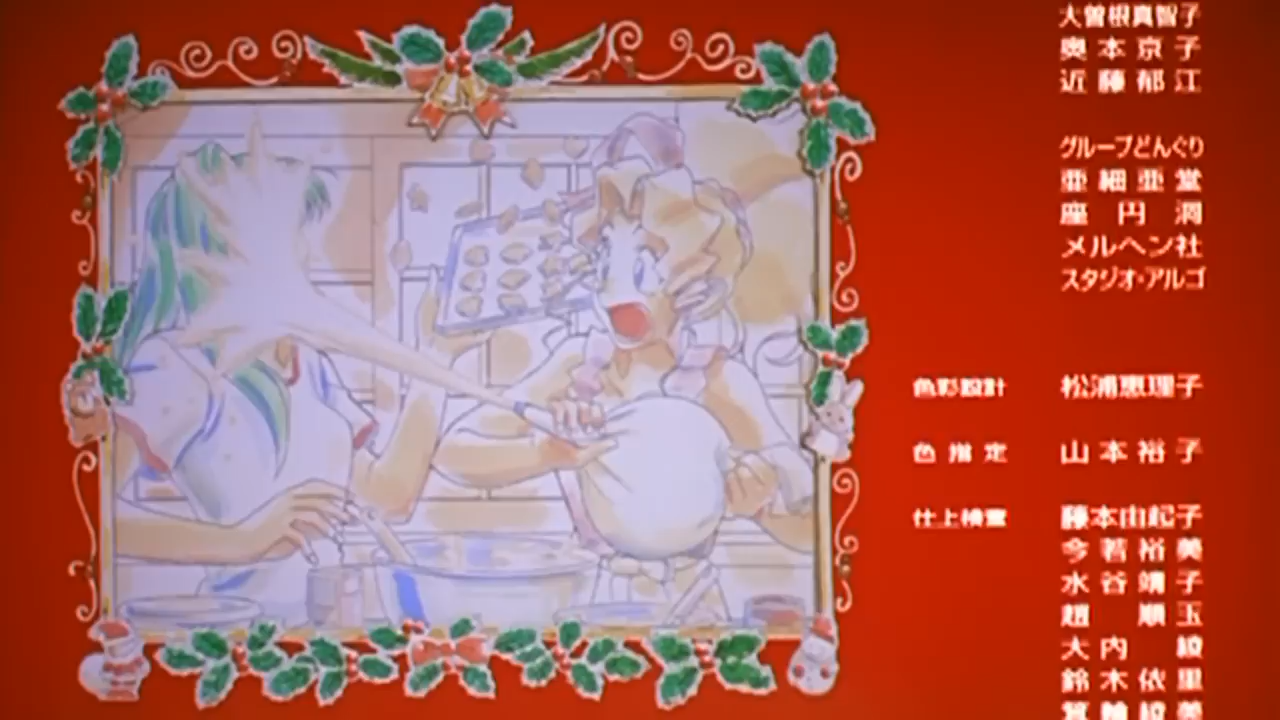 大曽根真智子
奥本京子
近藤郁江
グループどんぐり
亜細亜堂
座円洞
メルヘン社
スタジオ・アルゴ
色彩設計 松浦恵理子
色指定 山本裕子
仕上検査 藤本由起子
今若裕美
水谷靖子
趙順玉
大内綾
鈴木依里